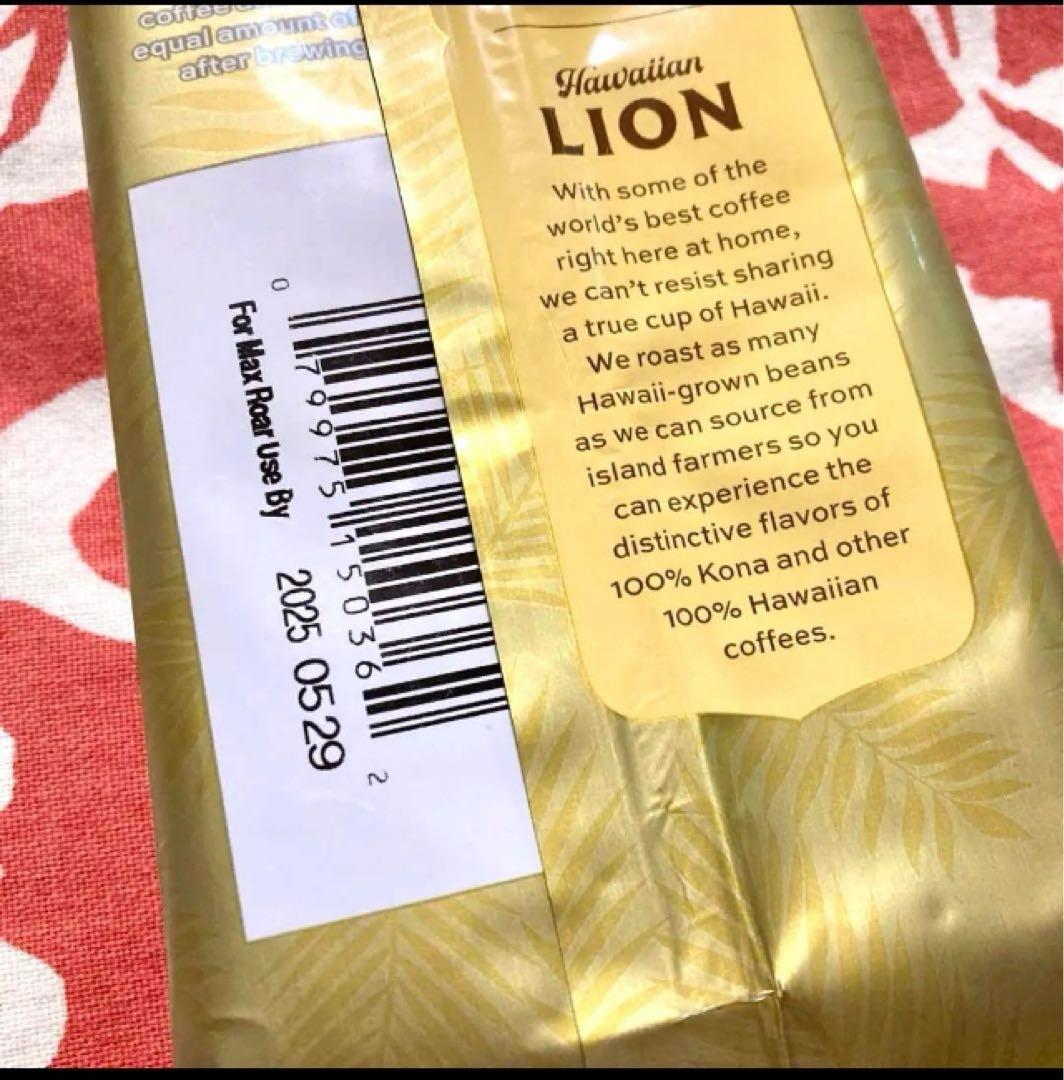 coffee
equal amount of
after brewing
0 79975 15036 2
For Max Roar Use By 2025 05 29
Hawaiian
LION
With some of the
world's best coffee
right here at home,
we can't resist sharing
a true cup of Hawaii.
We roast as many
Hawaii-grown beans
as we can source from
island farmers so you
can experience the
distinctive flavors of
100% Kona and other
100% Hawaiian
coffees.